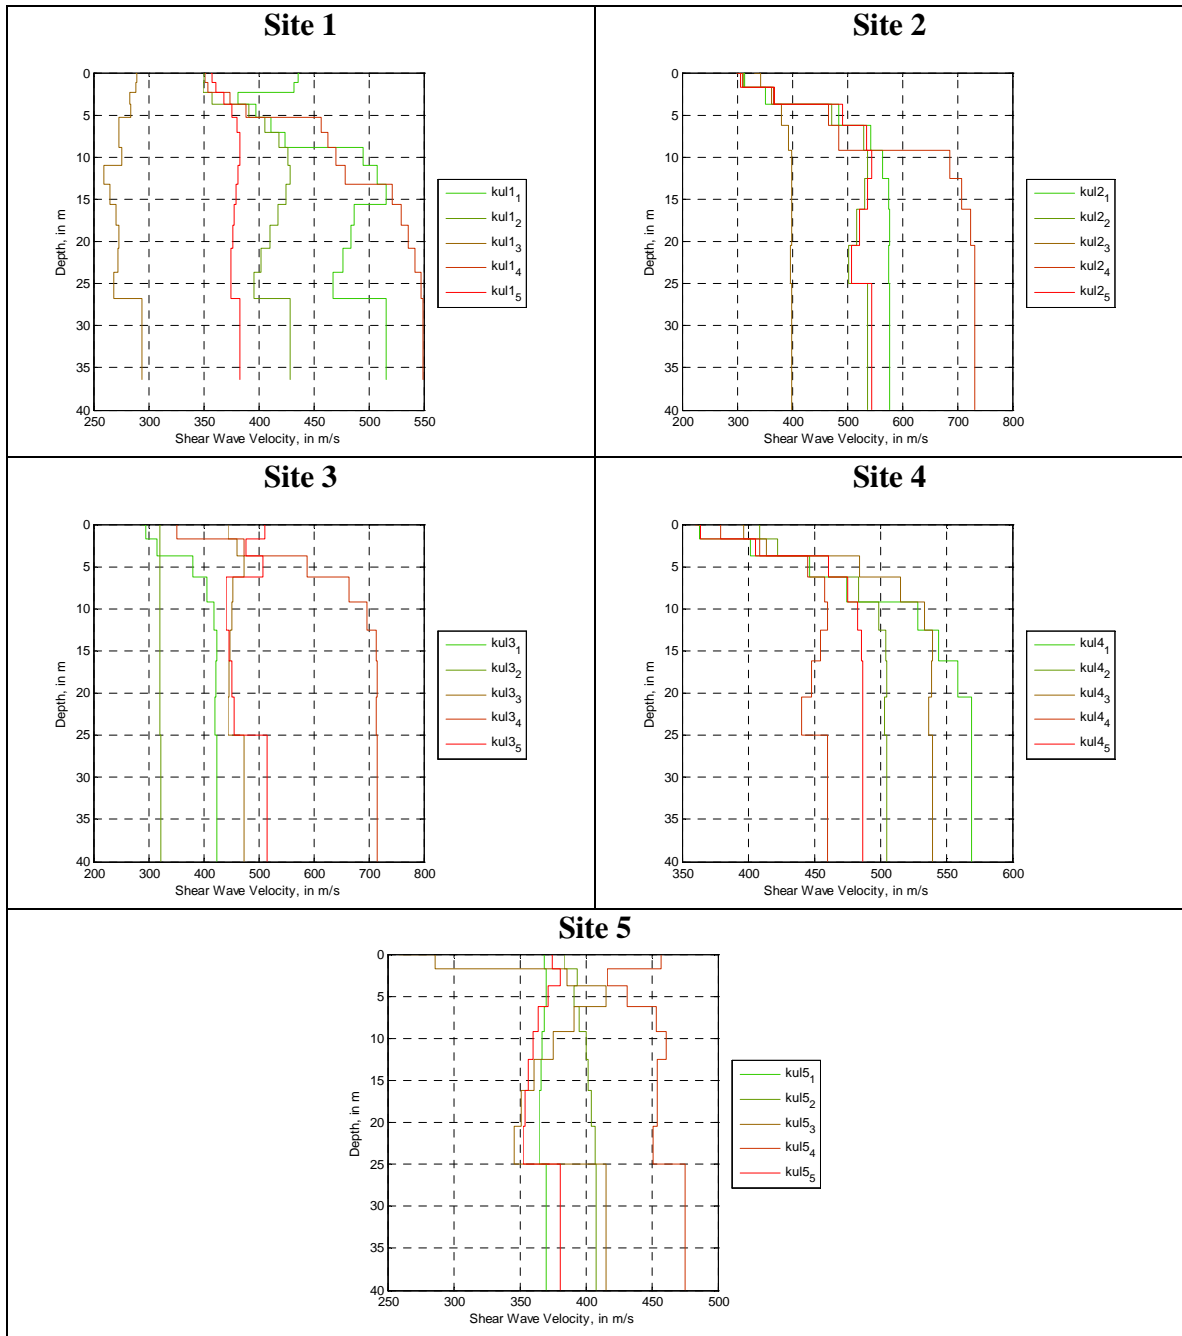 Site 1
0
5
10
15
20
25
30
35
40
250 300 350 400 450 500 550
Depth, in m
Shear Wave Velocity, in m/s
kul1₁
kul1₂
kul1₃
kul1₄
kul1₅
Site 2
0
5
10
15
20
25
30
35
40
200 300 400 500 600 700 800
Depth, in m
Shear Wave Velocity, in m/s
kul2₁
kul2₂
kul2₃
kul2₄
kul2₅
Site 3
0
5
10
15
20
25
30
35
40
200 300 400 500 600 700 800
Depth, in m
Shear Wave Velocity, in m/s
kul3₁
kul3₂
kul3₃
kul3₄
kul3₅
Site 4
0
5
10
15
20
25
30
35
40
350 400 450 500 550 600
Depth, in m
Shear Wave Velocity, in m/s
kul4₁
kul4₂
kul4₃
kul4₄
kul4₅
Site 5
0
5
10
15
20
25
30
35
40
250 300 350 400 450 500
Depth, in m
Shear Wave Velocity, in m/s
kul5₁
kul5₂
kul5₃
kul5₄
kul5₅